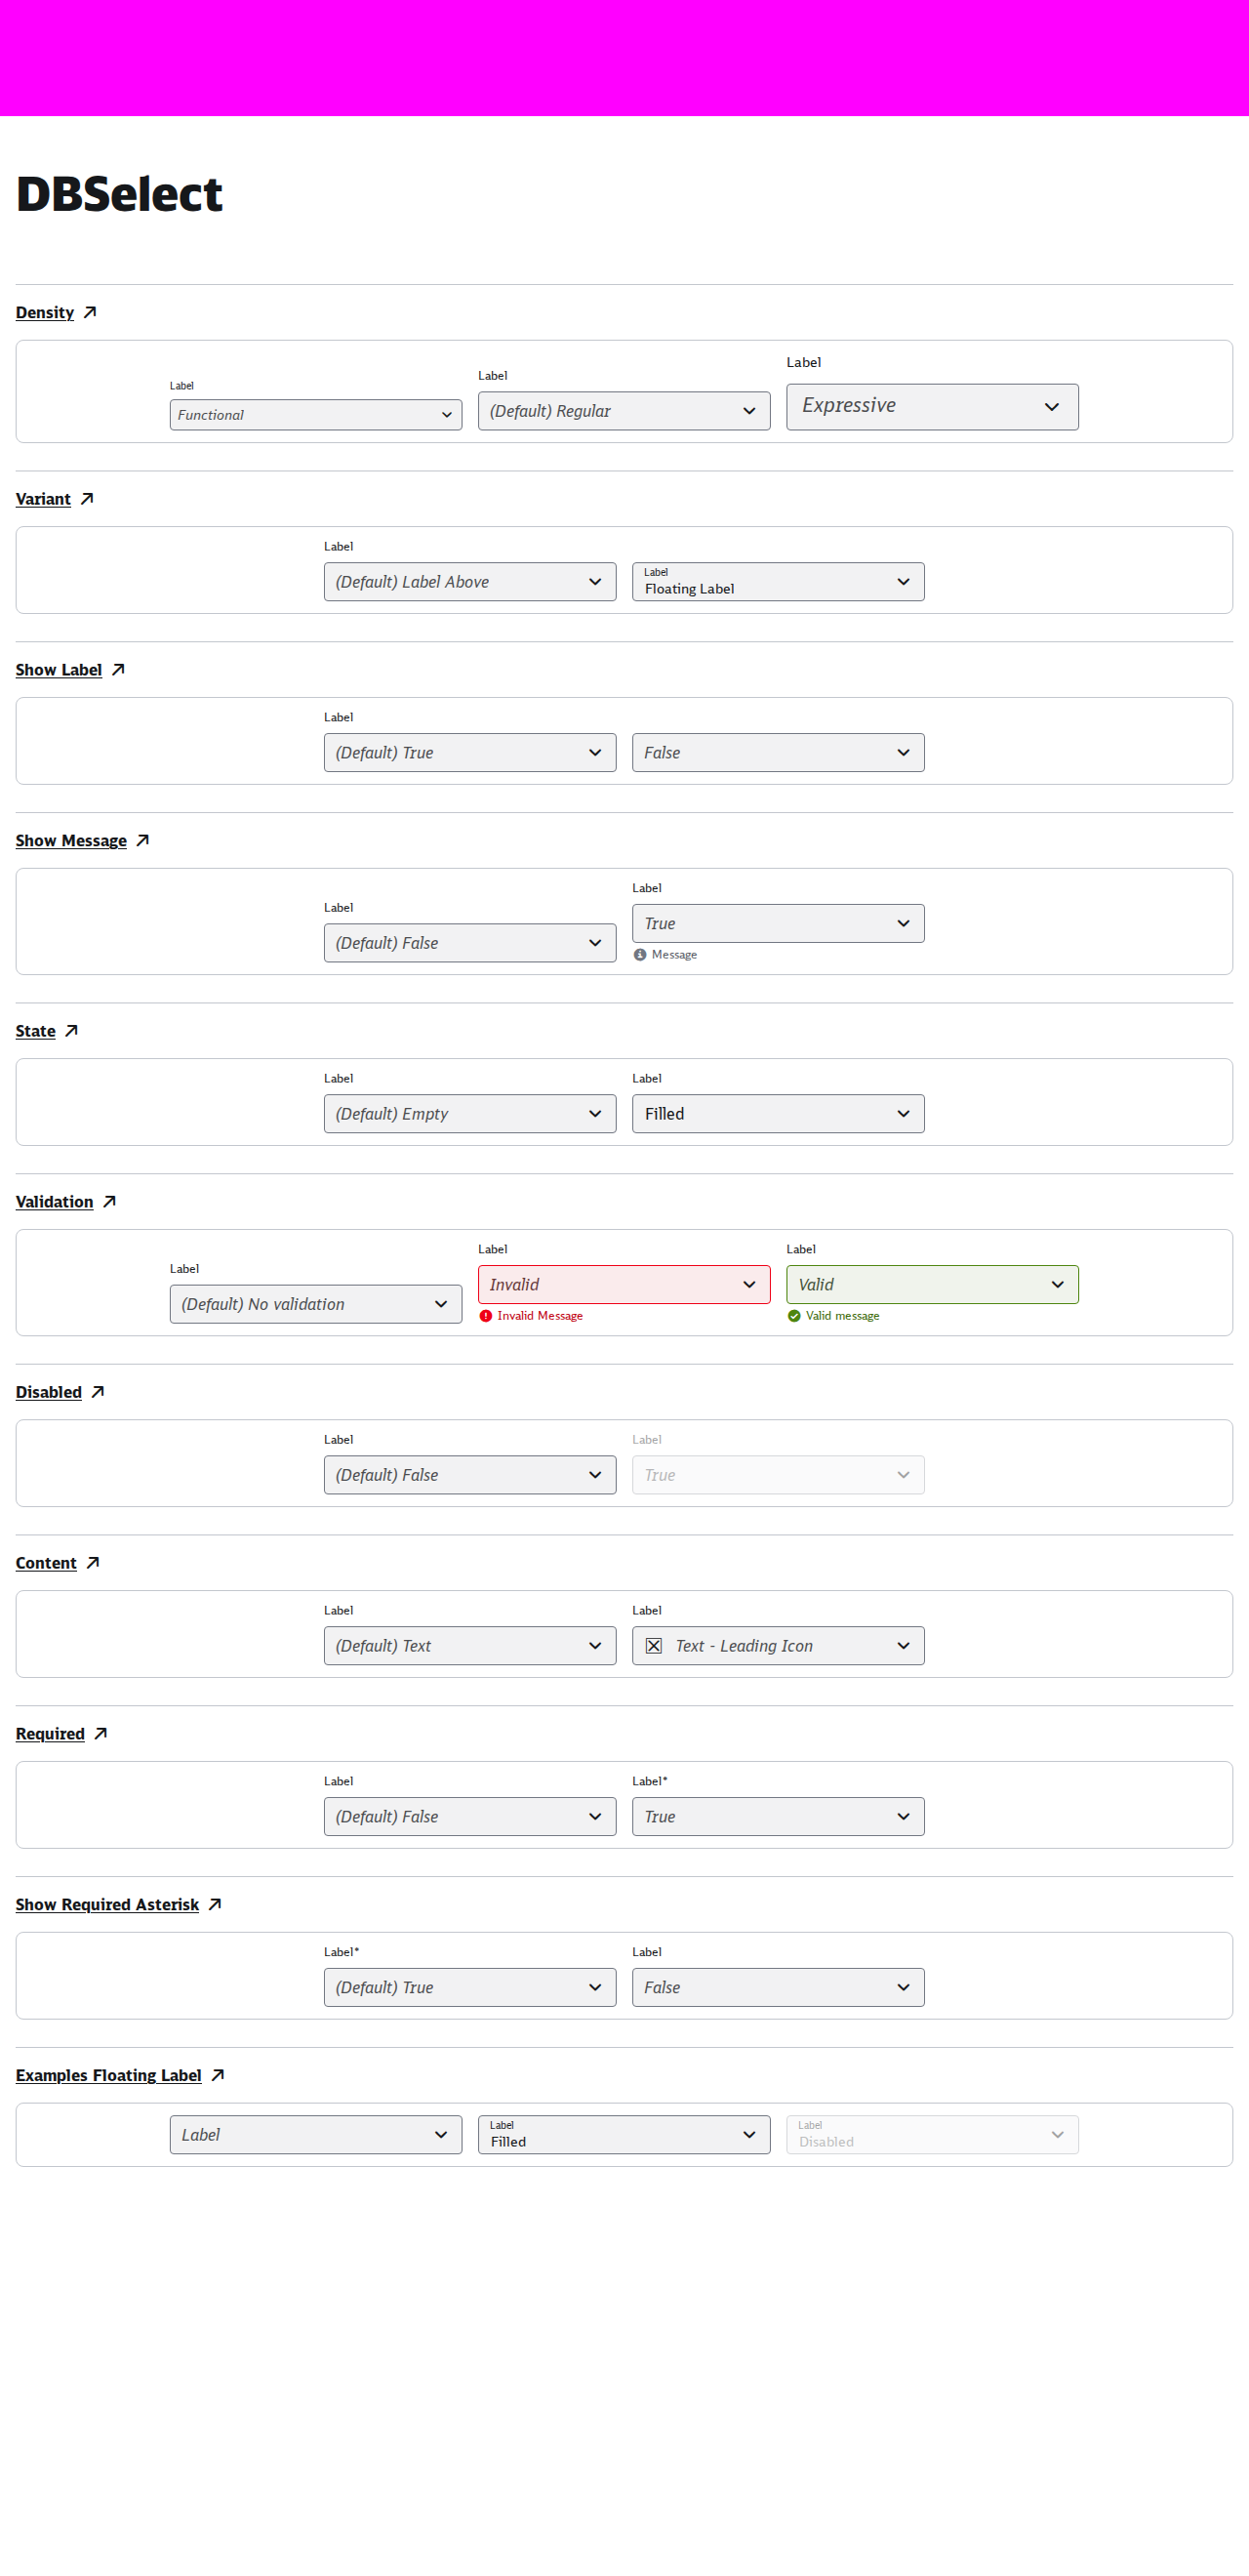 DBSelect
Density
Label
Label
Label
Functional
(Default) Regular
Expressive
Variant
Label
(Default) Label Above
Label
Floating Label
Show Label
Label
(Default) True
False
Show Message
Label
(Default) False
Label
True
Message
State
Label
Label
(Default) Empty
Filled
Validation
Label
(Default) No validation
Label
Invalid
Invalid Message
Label
Valid
Valid message
Disabled
Label
Label
(Default) False
True
Content
Label
Label
(Default) Text
Text - Leading Icon
Required
Label
Label*
(Default) False
True
Show Required Asterisk
Label*
Label
(Default) True
False
Examples Floating Label
Label
Label
Filled
Label
Disabled